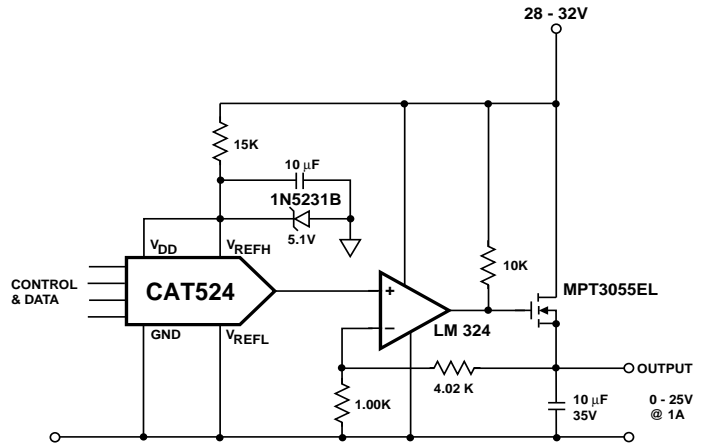 28 - 32V
15K
10 µF
1N5231B
5.1V
VDD
VREFH
CONTROL
& DATA
CAT524
+
–
LM 324
10K
MPT3055EL
GND
VREFL
4.02 K
OUTPUT
1.00K
10 µF
35V
0 - 25V
@ 1A